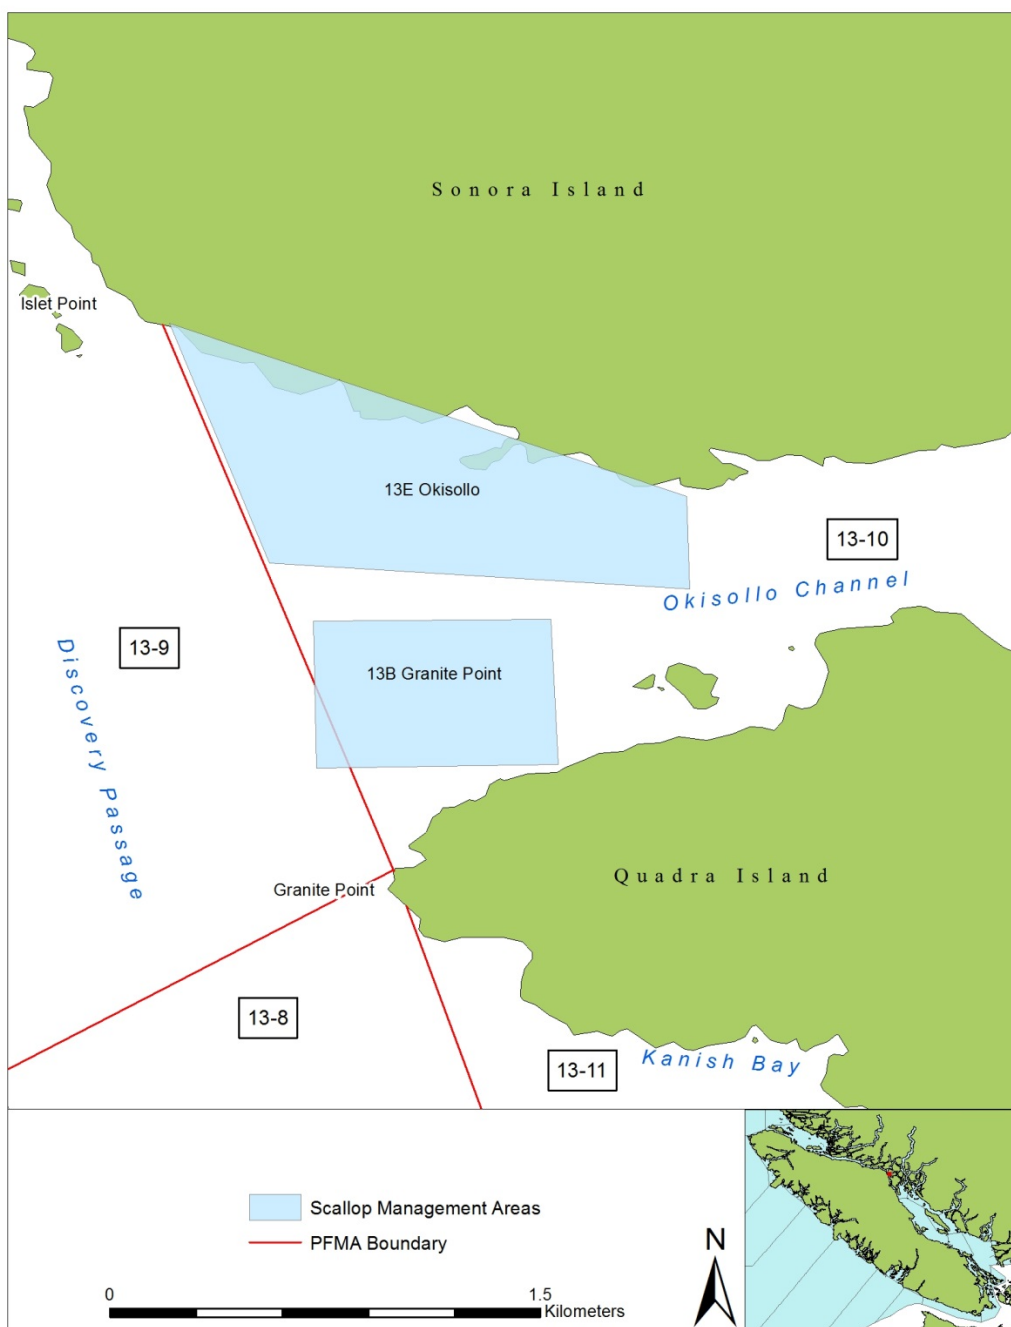 Sonora Island
Islet Point
13E Okisollo
13-10
Okisollo Channel
13-9
13B Granite Point
Discovery Passage
Quadra Island
Granite Point
13-8
13-11
Kanish Bay
Scallop Management Areas
PFMA Boundary
N
0
1.5
Kilometers